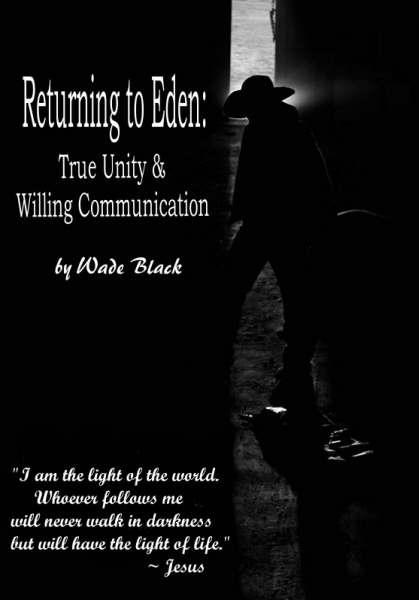 Returning to Eden:
True Unity &
Willing Communication
by Wade Black
"I am the light of the world.
Whoever follows me
will never walk in darkness
but will have the light of life."
~ Jesus